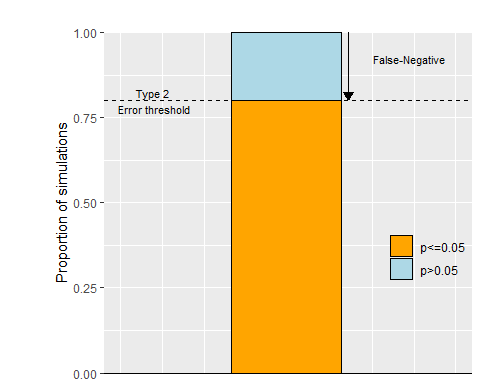 1.00
False-Negative
Type 2
Error threshold
0.75
Proportion of simulations
0.50
p<=0.05
p>0.05
0.25
0.00